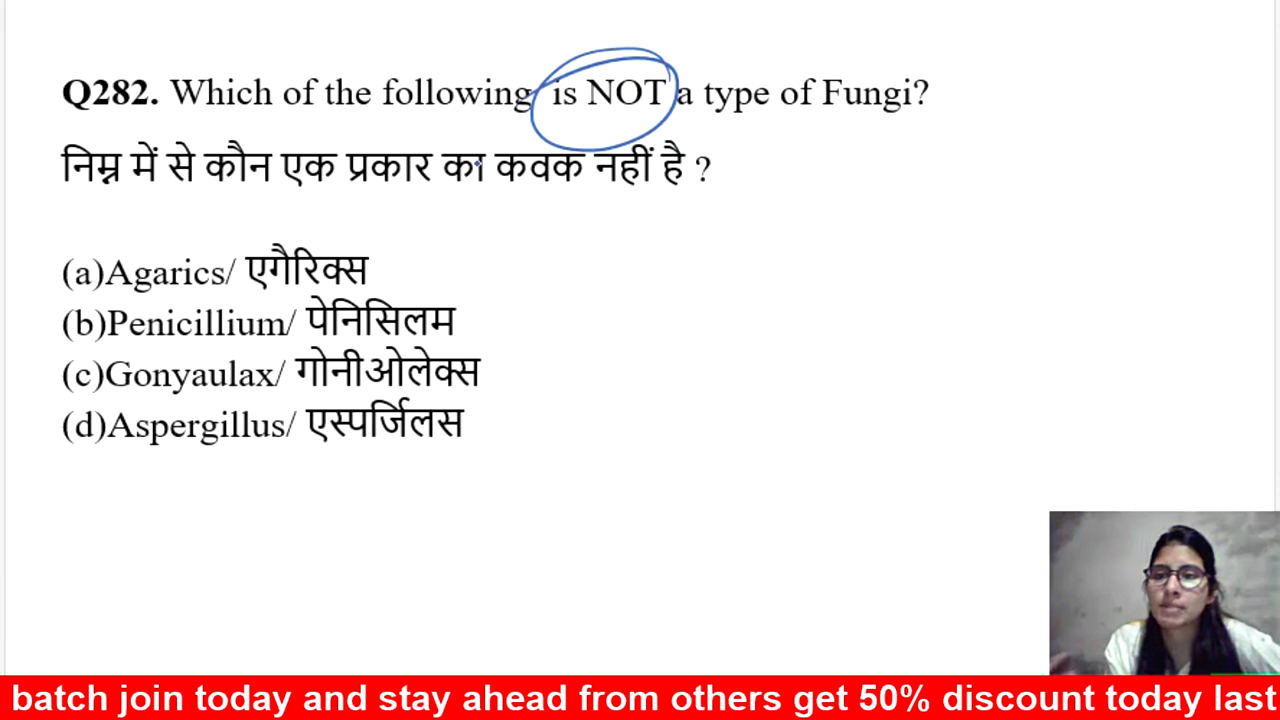 Q282. Which of the following is NOT a type of Fungi?
निम्न में से कौन एक प्रकार का कवक नहीं है ?
(a)Agarics/ एगैरिक्स
(b)Penicillium/ पेनिसिलम
(c)Gonyaulax/ गोनीओलेक्स
(d)Aspergillus/ एस्पर्जिलस
batch join today and stay ahead from others get 50% discount today last